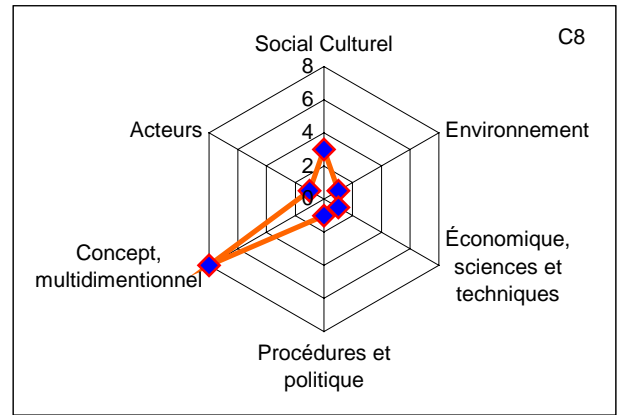 Social Culturel
C8
8
6
4
2
0
Acteurs
Environnement
Concept,
multidimentionnel
Économique,
sciences et
techniques
Procédures et
politique